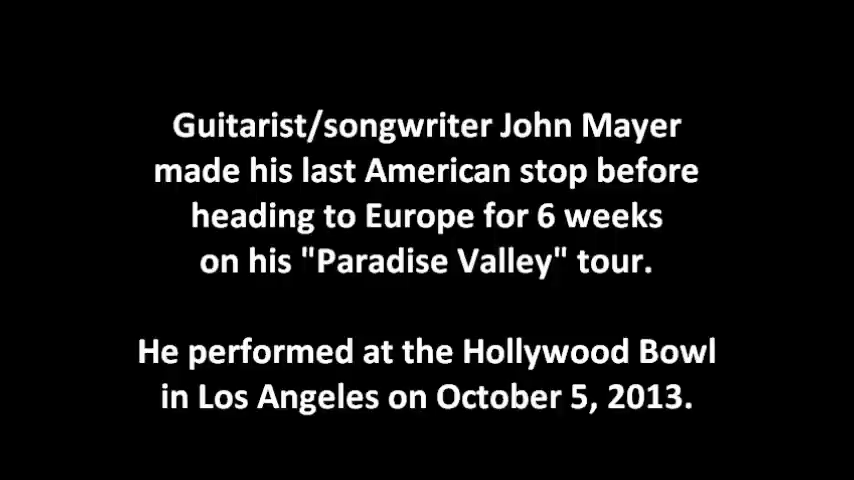 Guitarist/songwriter John Mayer
made his last American stop before
heading to Europe for 6 weeks
on his "Paradise Valley" tour.
He performed at the Hollywood Bowl
in Los Angeles on October 5, 2013.